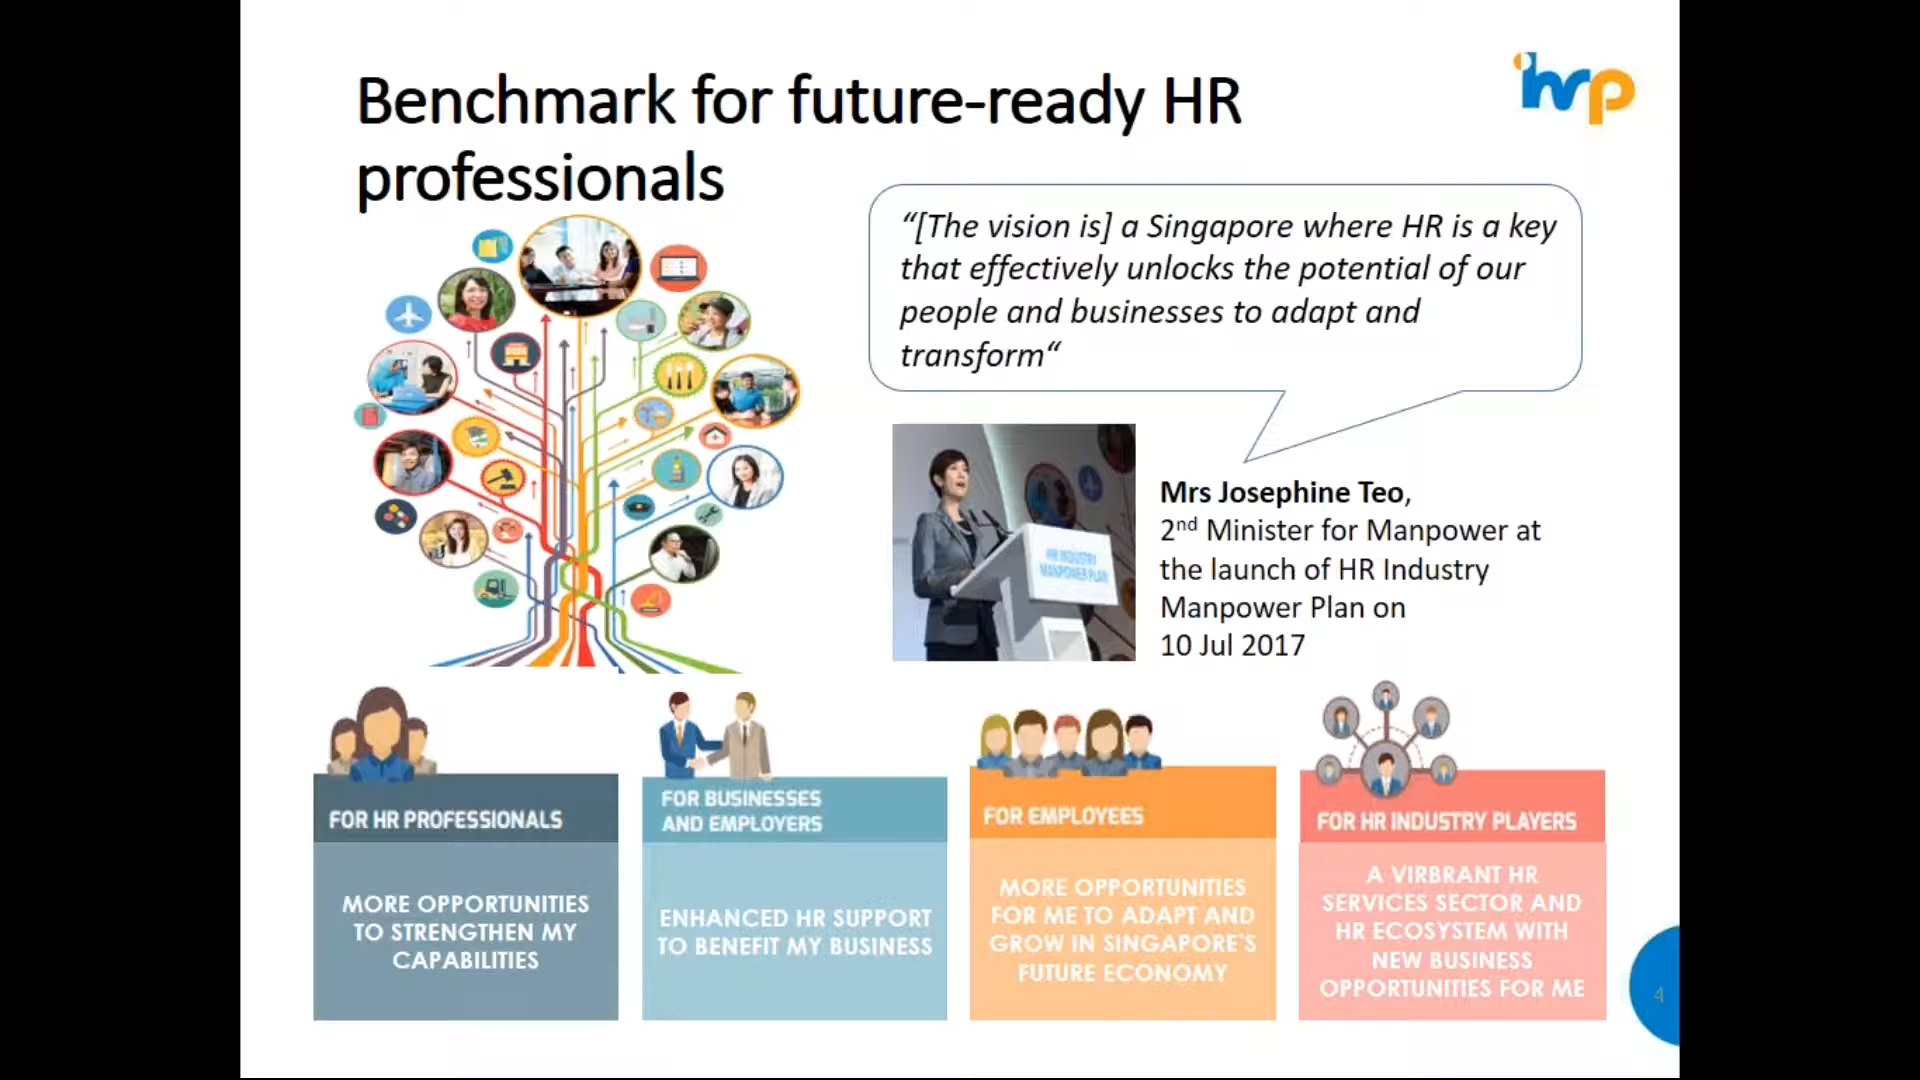 Benchmark for future-ready HR
professionals
ihrp
“[The vision is] a Singapore where HR is a key
that effectively unlocks the potential of our
people and businesses to adapt and
transform“
HR INDUSTRY
MANPOWER PLAN
Mrs Josephine Teo,
2nd Minister for Manpower at
the launch of HR Industry
Manpower Plan on
10 Jul 2017
FOR HR PROFESSIONALS
MORE OPPORTUNITIES
TO STRENGTHEN MY
CAPABILITIES
FOR BUSINESSES
AND EMPLOYERS
ENHANCED HR SUPPORT
TO BENEFIT MY BUSINESS
FOR EMPLOYEES
MORE OPPORTUNITIES
FOR ME TO ADAPT AND
GROW IN SINGAPORE'S
FUTURE ECONOMY
FOR HR INDUSTRY PLAYERS
A VIRBRANT HR
SERVICES SECTOR AND
HR ECOSYSTEM WITH
NEW BUSINESS
OPPORTUNITIES FOR ME
4